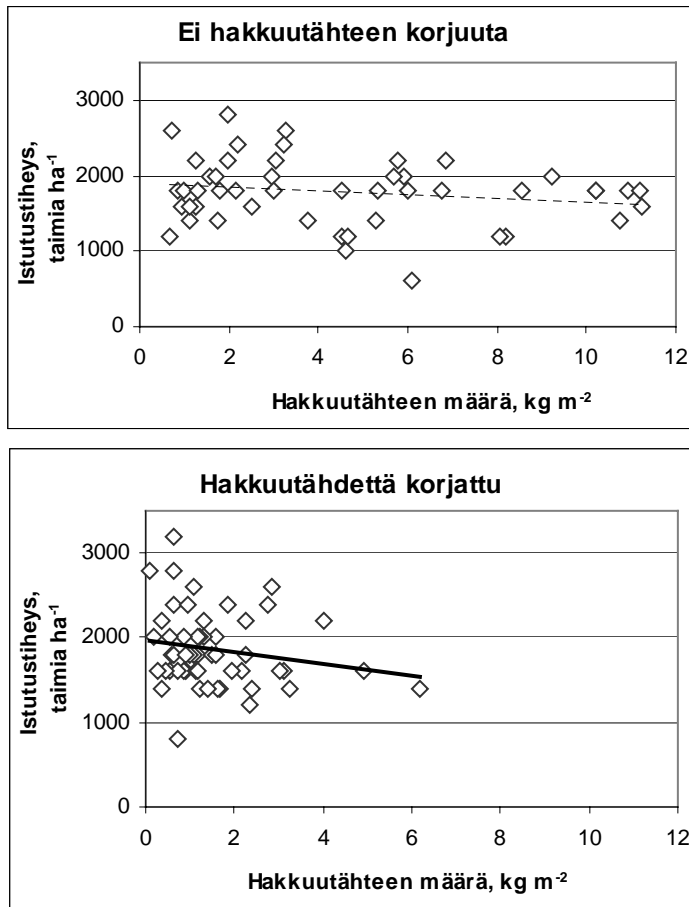 Ei hakkuutähteen korjuuta
Istutustiheys,
taimia ha⁻¹
3000
2000
1000
0
0 2 4 6 8 10 12
Hakkuutähteen määrä, kg m⁻²
Hakkuutähdettä korjattu
Istutustiheys,
taimia ha⁻¹
3000
2000
1000
0
0 2 4 6 8 10 12
Hakkuutähteen määrä, kg m⁻²